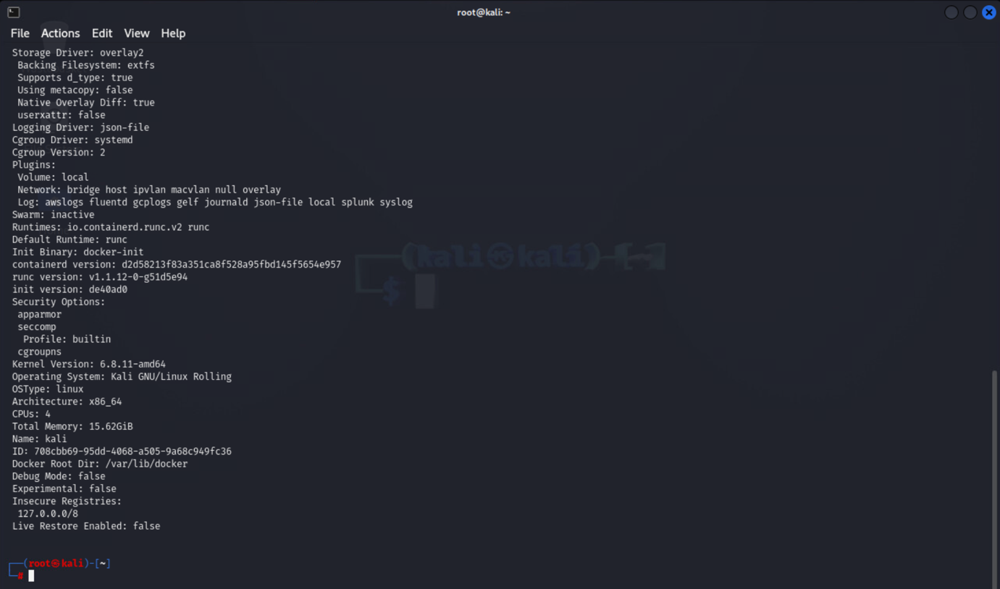 root@kali: ~
File Actions Edit View Help
Storage Driver: overlay2
Backing Filesystem: extfs
Supports d_type: true
Using metacopy: false
Native Overlay Diff: true
userxattr: false
Logging Driver: json-file
Cgroup Driver: systemd
Cgroup Version: 2
Plugins:
Volume: local
Network: bridge host ipvlan macvlan null overlay
Log: awslogs fluentd gcplogs gelf journald json-file local splunk syslog
Swarm: inactive
Runtimes: io.containerd.runc.v2 runc
Default Runtime: runc
Init Binary: docker-init
containerd version: d2d58213f83a351ca8f528a95fbd145f5654e957
runc version: v1.1.12-0-g51d5e94
init version: de40ad0
Security Options:
apparmor
seccomp
Profile: builtin
cgroupns
Kernel Version: 6.8.11-amd64
Operating System: Kali GNU/Linux Rolling
OSType: linux
Architecture: x86_64
CPUs: 4
Total Memory: 15.62GiB
Name: kali
ID: 708cbb69-95dd-4068-a505-9a68c949fc36
Docker Root Dir: /var/lib/docker
Debug Mode: false
Experimental: false
Insecure Registries:
127.0.0.0/8
Live Restore Enabled: false
┌──(root㉿kali)-[~]
└─#
┌──(kali㉿kali)-[~]
└─$